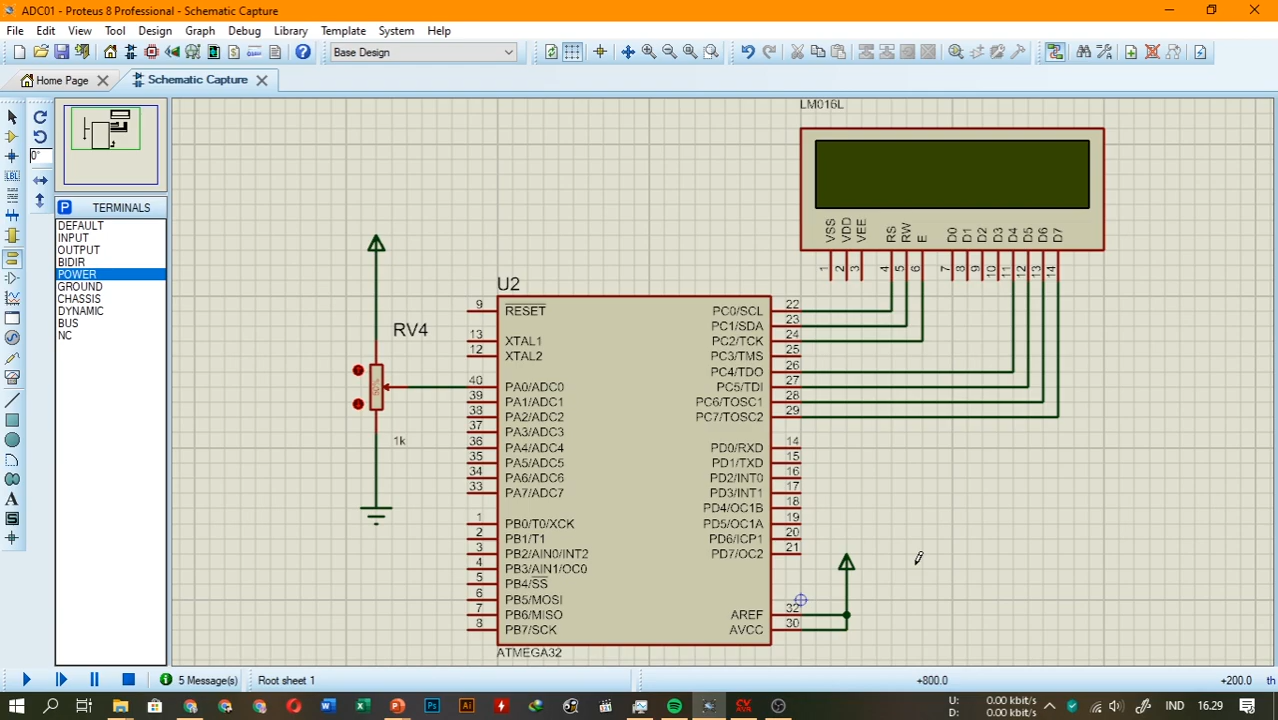 ADC01 - Proteus 8 Professional - Schematic Capture
File Edit View Tool Design Graph Debug Library Template System Help
Base Design
Home Page
Schematic Capture
0°
P TERMINALS
DEFAULT
INPUT
OUTPUT
BIDIR
POWER
GROUND
CHASSIS
DYNAMIC
BUS
NC
LM016L
VSS VDD VEE RS RW E D0 D1 D2 D3 D4 D5 D6 D7
1 2 3 4 5 6 7 8 9 10 11 12 13 14
U2
RV4
1k
9 RESET
13 XTAL1
12 XTAL2
40 PA0/ADC0
39 PA1/ADC1
38 PA2/ADC2
37 PA3/ADC3
36 PA4/ADC4
35 PA5/ADC5
34 PA6/ADC6
33 PA7/ADC7
1 PB0/T0/XCK
2 PB1/T1
3 PB2/AIN0/INT2
4 PB3/AIN1/OC0
5 PB4/SS
6 PB5/MOSI
7 PB6/MISO
8 PB7/SCK
PC0/SCL 22
PC1/SDA 23
PC2/TCK 24
PC3/TMS 25
PC4/TDO 26
PC5/TDI 27
PC6/TOSC1 28
PC7/TOSC2 29
PD0/RXD 14
PD1/TXD 15
PD2/INT0 16
PD3/INT1 17
PD4/OC1B 18
PD5/OC1A 19
PD6/ICP1 20
PD7/OC2 21
AREF 32
AVCC 30
ATMEGA32
5 Message(s)
Root sheet 1
+800.0
+200.0
th
U: 0.00 kbit/s
D: 0.00 kbit/s
IND
16.29